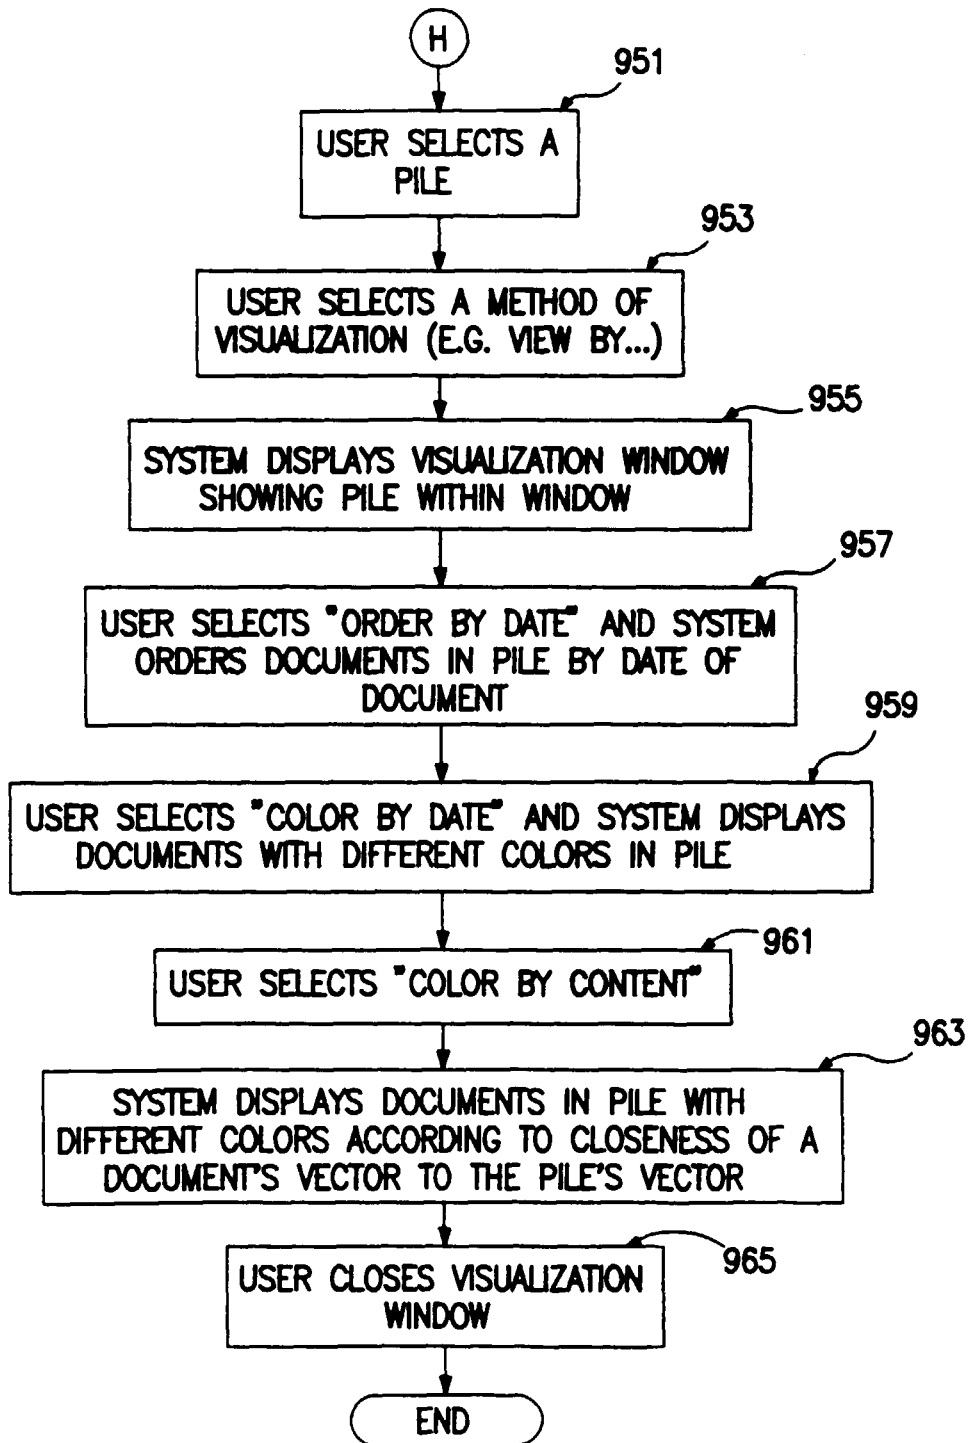 H
951
USER SELECTS A
PILE
953
USER SELECTS A METHOD OF
VISUALIZATION (E.G. VIEW BY...)
955
SYSTEM DISPLAYS VISUALIZATION WINDOW
SHOWING PILE WITHIN WINDOW
957
USER SELECTS "ORDER BY DATE" AND SYSTEM
ORDERS DOCUMENTS IN PILE BY DATE OF
DOCUMENT
959
USER SELECTS "COLOR BY DATE" AND SYSTEM DISPLAYS
DOCUMENTS WITH DIFFERENT COLORS IN PILE
961
USER SELECTS "COLOR BY CONTENT"
963
SYSTEM DISPLAYS DOCUMENTS IN PILE WITH
DIFFERENT COLORS ACCORDING TO CLOSENESS OF A
DOCUMENT'S VECTOR TO THE PILE'S VECTOR
965
USER CLOSES VISUALIZATION
WINDOW
END